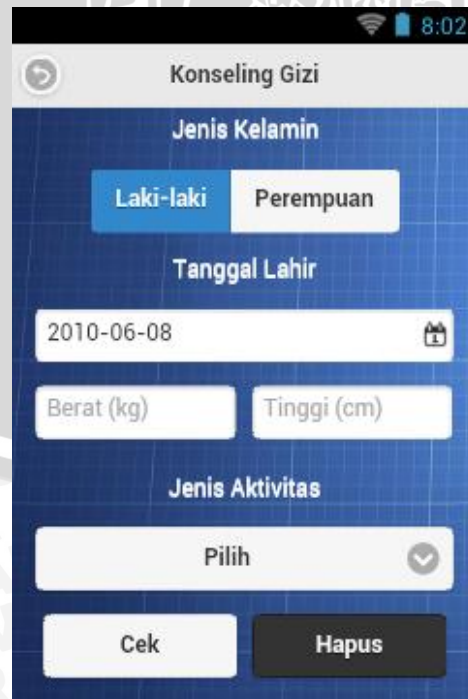 8:02
Konseling Gizi
Jenis Kelamin
Laki-laki Perempuan
Tanggal Lahir
2010-06-08
Berat (kg) Tinggi (cm)
Jenis Aktivitas
Pilih
Cek Hapus